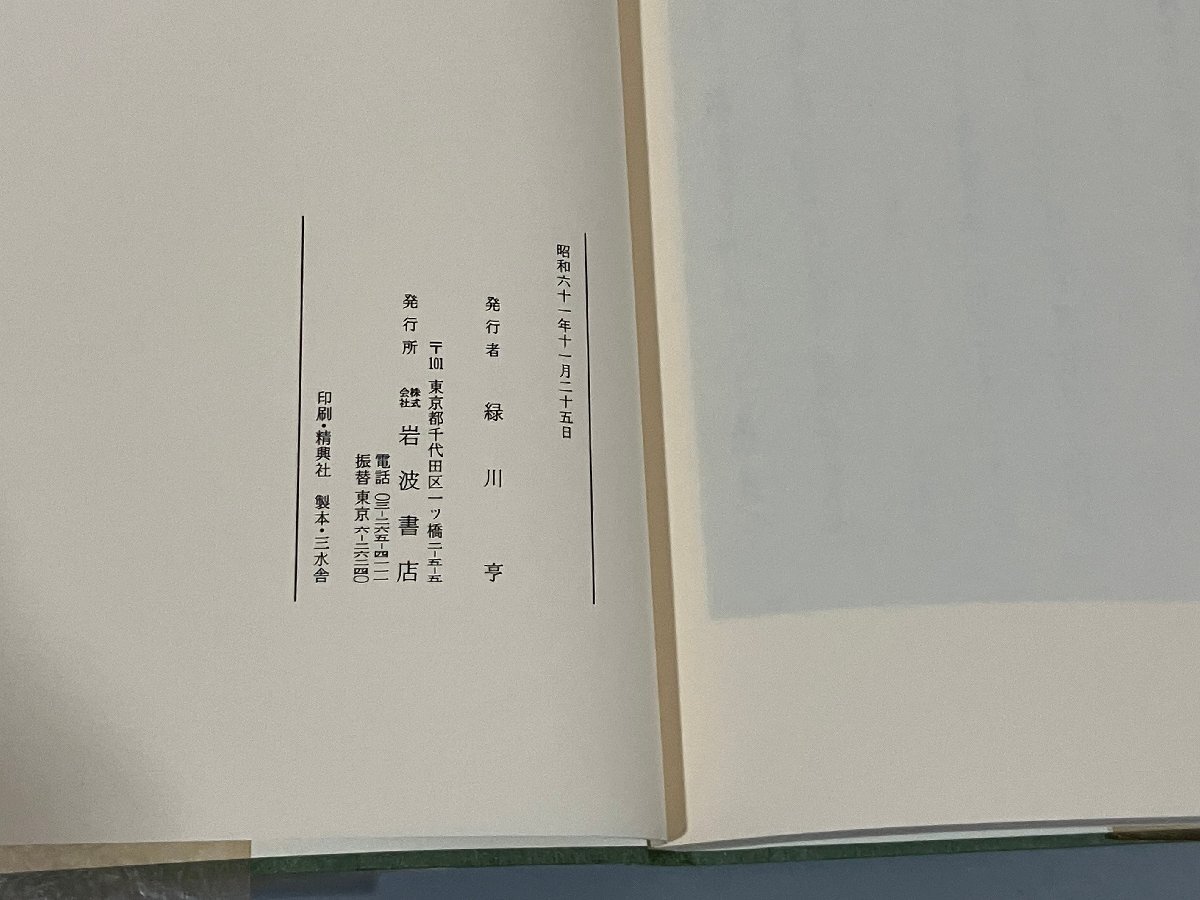 昭和六十一年十一月二十五日
発行者 緑川亨
〒101 東京都千代田区一ツ橋二-五-五
発行所 株式会社 岩波書店
電話 〇三-二六五-四一一一
振替 東京 六-二六二四〇
印刷・精興社 製本・三水舎